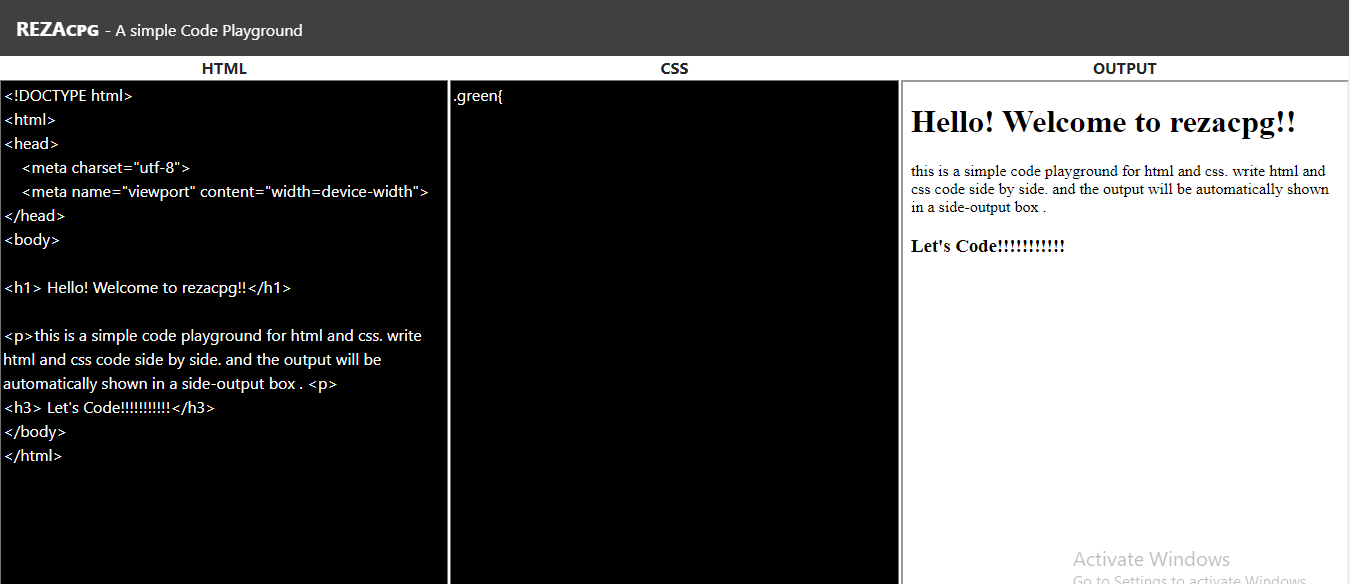 REZACPG - A simple Code Playground
HTML
<!DOCTYPE html>
<html>
<head>
<meta charset="utf-8">
<meta name="viewport" content="width=device-width">
</head>
<body>
<h1> Hello! Welcome to rezacpg!!</h1>
<p>this is a simple code playground for html and css. write
html and css code side by side. and the output will be
automatically shown in a side-output box . <p>
<h3> Let's Code!!!!!!!!!!!</h3>
</body>
</html>
CSS
.green{
OUTPUT
Hello! Welcome to rezacpg!!
this is a simple code playground for html and css. write html and
css code side by side. and the output will be automatically shown
in a side-output box .
Let's Code!!!!!!!!!!!
Activate Windows
Go to Settings to activate Windows.